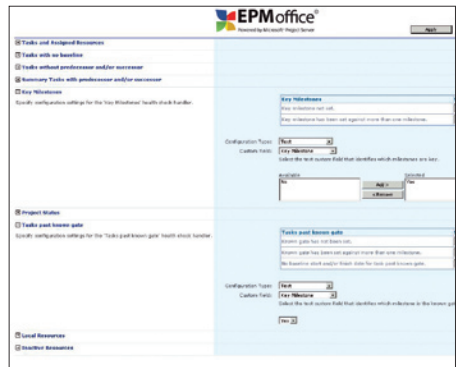 EPMoffice®
Powered by Microsoft® Project Server
Apply
Tasks and Assigned Resources
Tasks with no baseline
Tasks without predecessor and/or successor
Summary Tasks with predecessor and/or successor
Key Milestones
Specify configuration settings for the 'Key Milestones' health check handler.
Key Milestones
Key milestone not set.
Key milestone has been set against more than one milestone.
Configuration Type: Text
Custom Field: Key Milestone
Select the text custom field that identifies which milestones are key
Available Selected
No Add > Yes
< Remove
Project Status
Tasks past known gate
Specify configuration settings for the 'Tasks past known gate' health check handler.
Tasks past known gate
Known gate has not been set.
Known gate has been set against more than one milestone.
No baseline start and/or finish date for task past known gate.
Configuration Type: Text
Custom Field: Key Milestone
Select the text custom field that identifies which milestone is the known gat
Yes
Local Resources
Inactive Resources